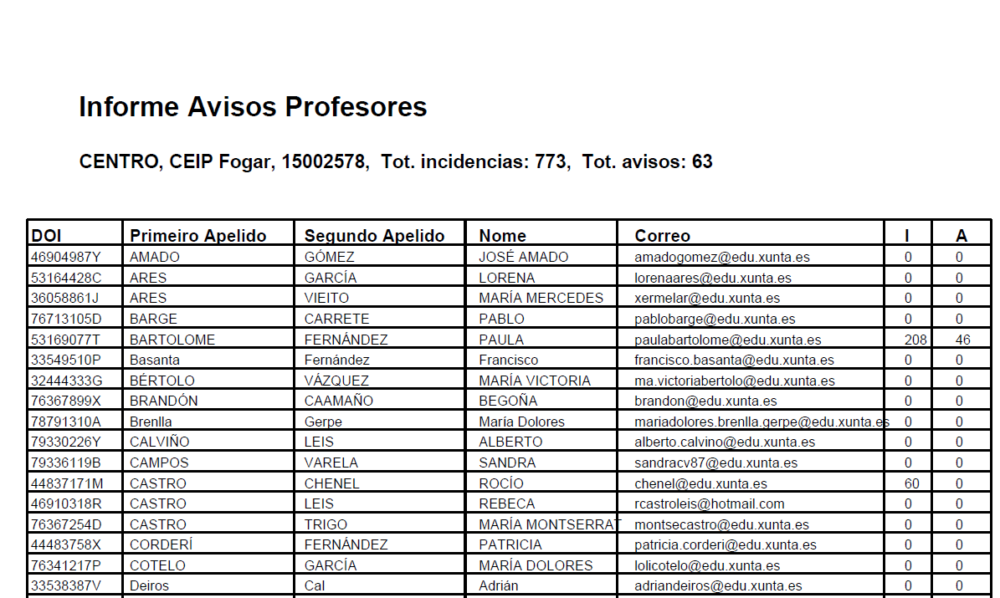 Informe Avisos Profesores
CENTRO, CEIP Fogar, 15002578, Tot. incidencias: 773, Tot. avisos: 63
DOI Primeiro Apelido Segundo Apelido Nome Correo I A
46904987Y AMADO GÓMEZ JOSÉ AMADO amadogomez@edu.xunta.es 0 0
53164428C ARES GARCÍA LORENA lorenaares@edu.xunta.es 0 0
36058861J ARES VIEITO MARÍA MERCEDES xermelar@edu.xunta.es 0 0
76713105D BARGE CARRETE PABLO pablobarge@edu.xunta.es 0 0
53169077T BARTOLOME FERNÁNDEZ PAULA paulabartolome@edu.xunta.es 208 46
33549510P Basanta Fernández Francisco francisco.basanta@edu.xunta.es 0 0
32444333G BÉRTOLO VÁZQUEZ MARÍA VICTORIA ma.victoriabertolo@edu.xunta.es 0 0
76367899X BRANDÓN CAAMAÑO BEGOÑA brandon@edu.xunta.es 0 0
78791310A Brenlla Gerpe María Dolores mariadolores.brenlla.gerpe@edu.xunta.es 0 0
79330226Y CALVIÑO LEIS ALBERTO alberto.calvino@edu.xunta.es 0 0
79336119B CAMPOS VARELA SANDRA sandracv87@edu.xunta.es 0 0
44837171M CASTRO CHENEL ROCÍO chenel@edu.xunta.es 60 0
46910318R CASTRO LEIS REBECA rcastroleis@hotmail.com 0 0
76367254D CASTRO TRIGO MARÍA MONTSERRAT montsecastro@edu.xunta.es 0 0
44483758X CORDERÍ FERNÁNDEZ PATRICIA patricia.corderi@edu.xunta.es 0 0
76341217P COTELO GARCÍA MARÍA DOLORES lolicotelo@edu.xunta.es 0 0
33538387V Deiros Cal Adrián adriandeiros@edu.xunta.es 0 0